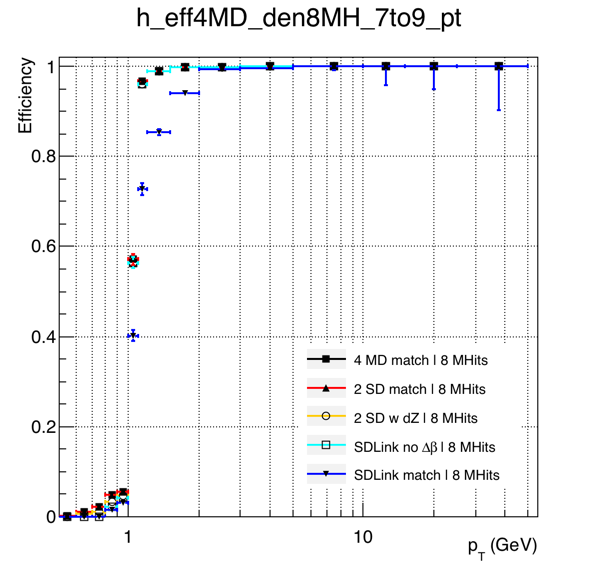 h_eff4MD_den8MH_7to9_pt
Efficiency
1
0.8
0.6
0.4
0.2
0
4 MD match | 8 MHits
2 SD match | 8 MHits
2 SD w dZ | 8 MHits
SDLink no Δβ | 8 MHits
SDLink match | 8 MHits
1
10
p_T (GeV)